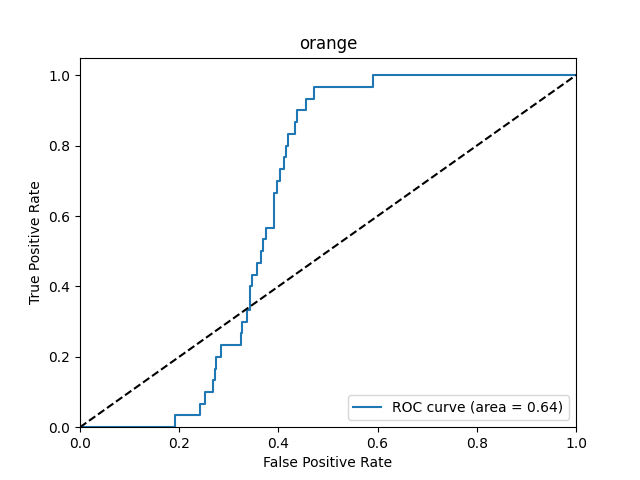 orange
True Positive Rate
1.0
0.8
0.6
0.4
0.2
0.0
ROC curve (area = 0.64)
0.0 0.2 0.4 0.6 0.8 1.0
False Positive Rate